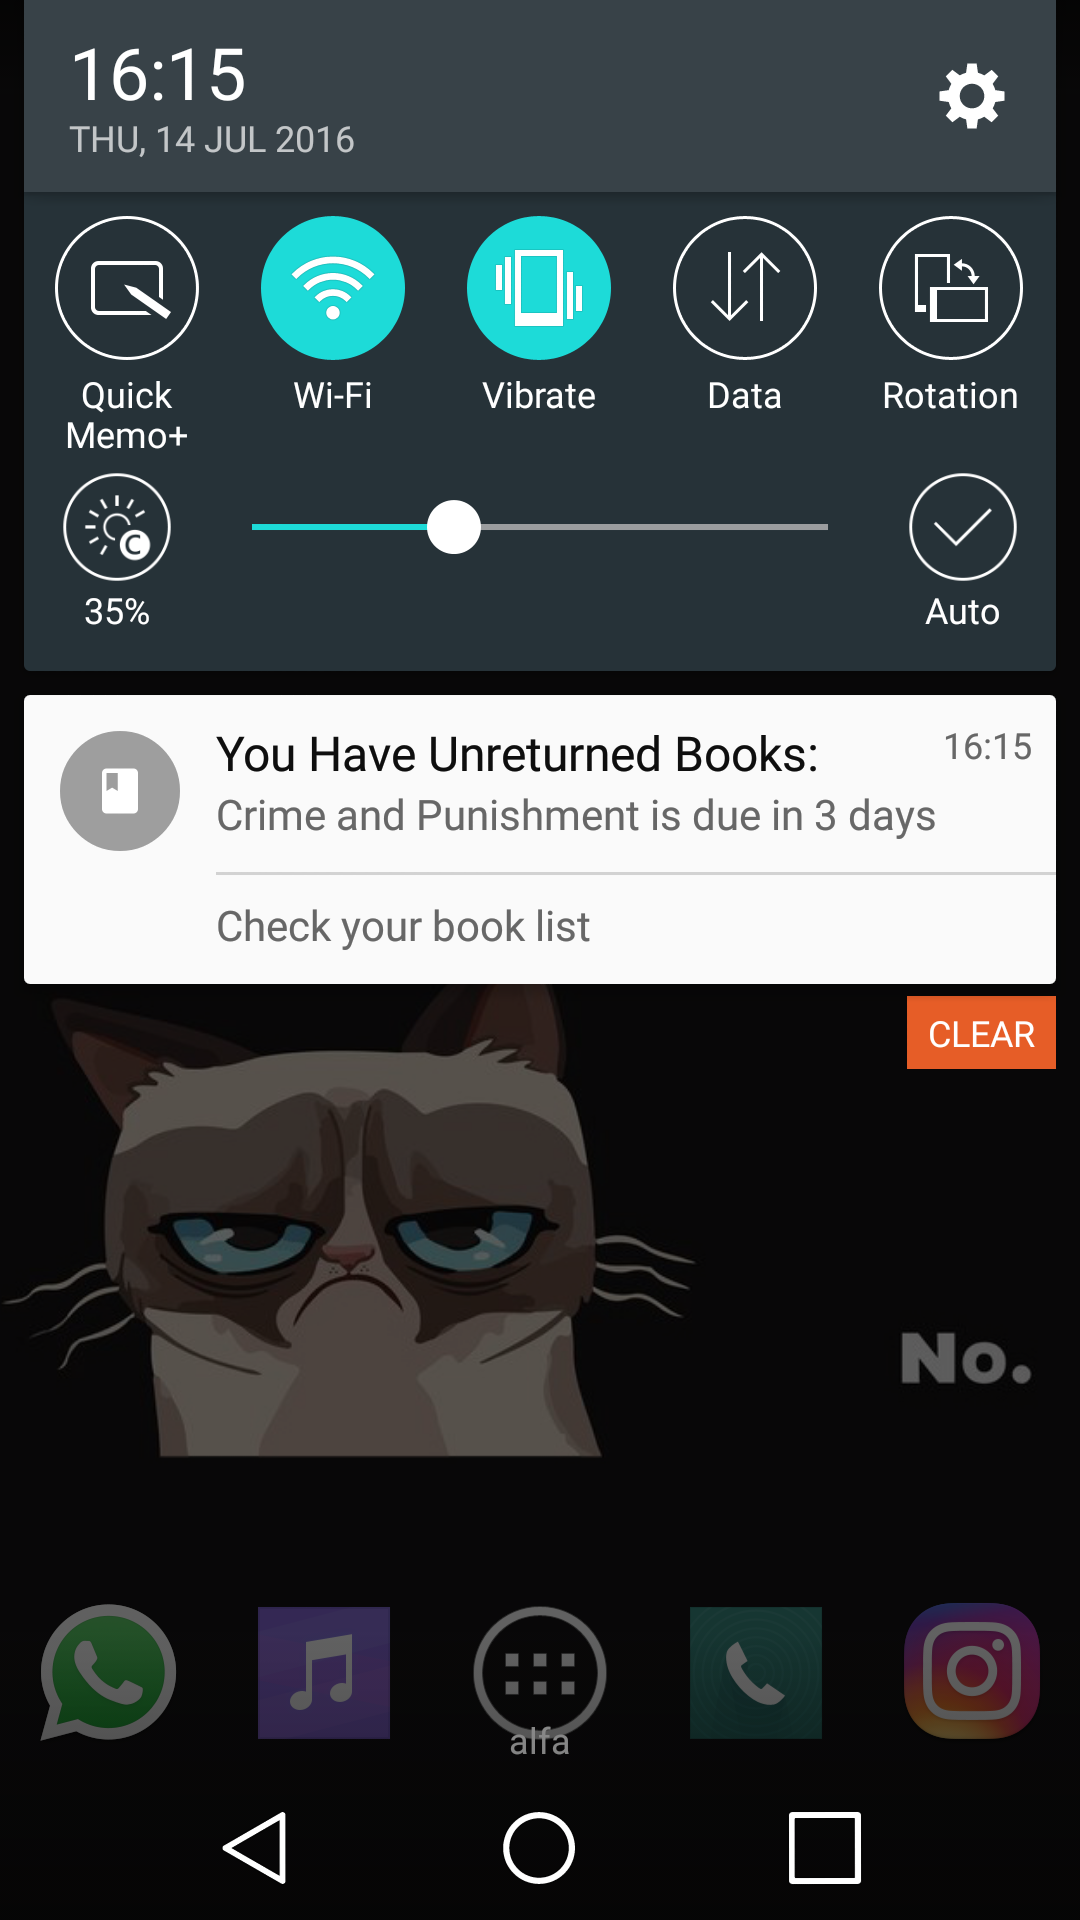 16:15
THU, 14 JUL 2016
Quick
Memo+
Wi-Fi
Vibrate
Data
Rotation
C
35%
Auto
You Have Unreturned Books:
16:15
Crime and Punishment is due in 3 days
Check your book list
CLEAR
No.
alfa